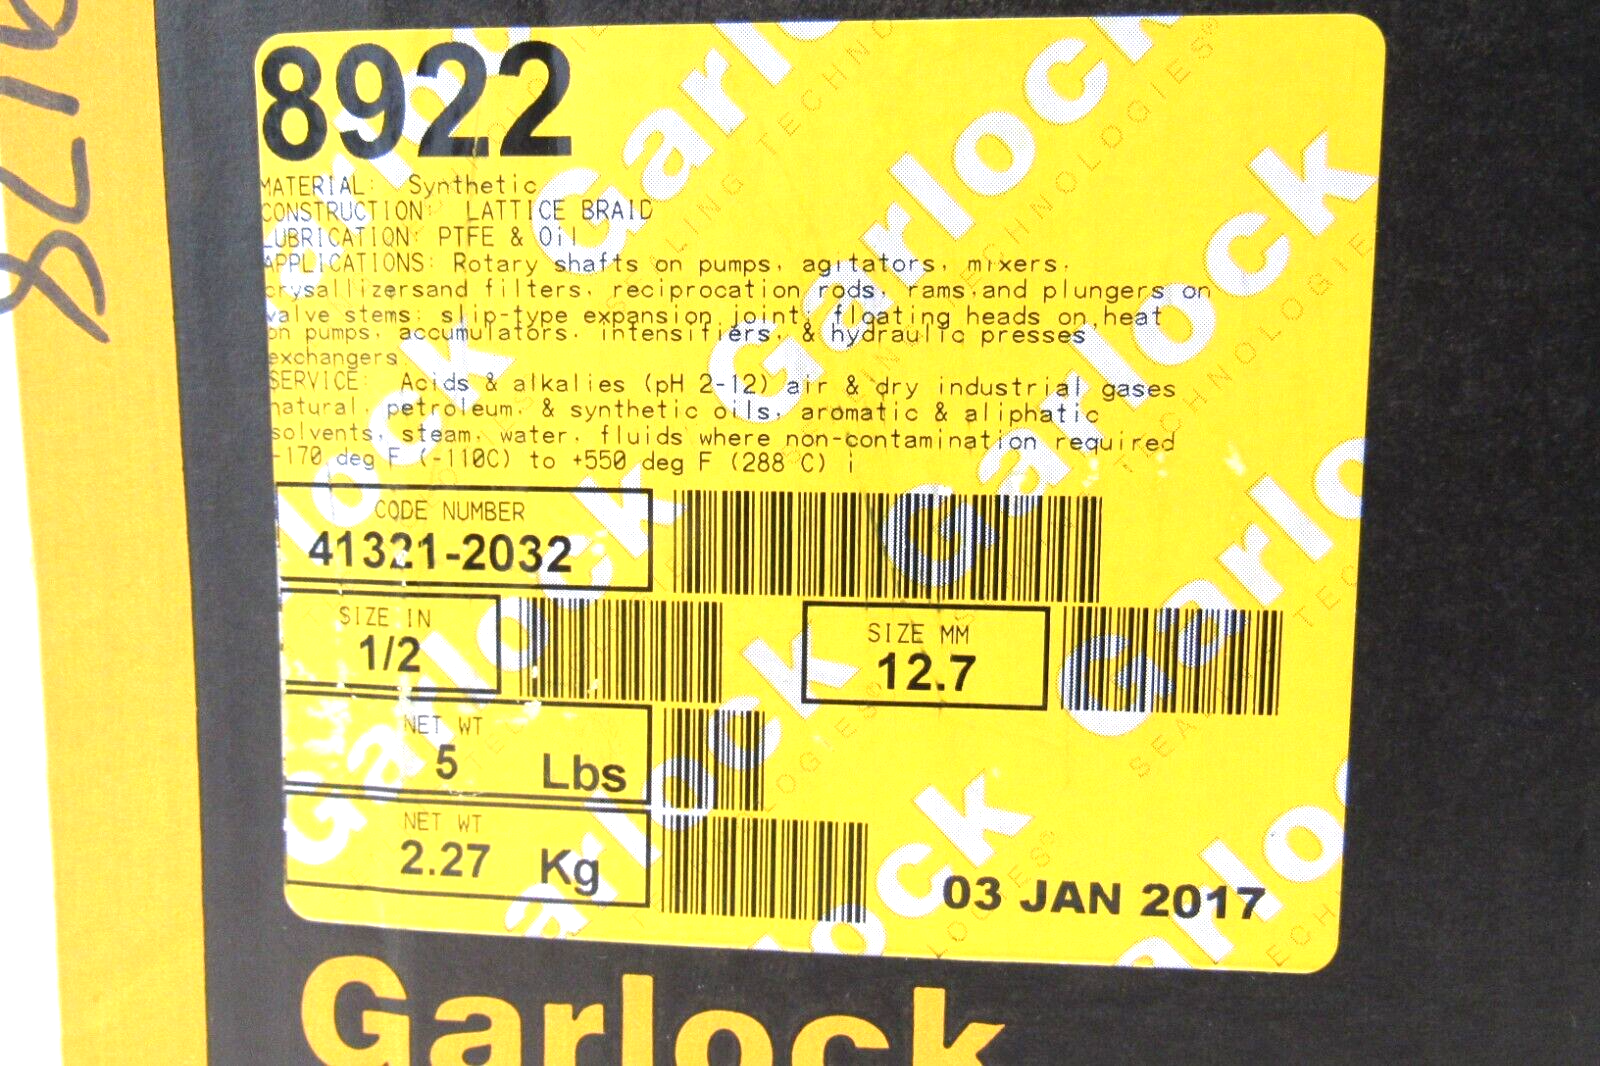 8922
MATERIAL: Synthetic
CONSTRUCTION: LATTICE BRAID
LUBRICATION: PTFE & Oil
APPLICATIONS: Rotary shafts on pumps, agitators, mixers,
crysallizersand filters, reciprocation rods, rams,and plungers on
valve stems: slip-type expansion joint, floating heads on,heat
on pumps, accumulators. intensifiers, & hydraulic presses
exchangers
SERVICE: Acids & alkalies (pH 2-12) air & dry industrial gases
natural, petroleum, & synthetic oils, aromatic & aliphatic
solvents, steam, water, fluids where non-contamination required
-170 deg F (-110C) to +550 deg F (288 C) i
CODE NUMBER
41321-2032
SIZE IN
1/2
SIZE MM
12.7
NET WT
5 Lbs
NET WT
2.27 Kg
03 JAN 2017
Garlock